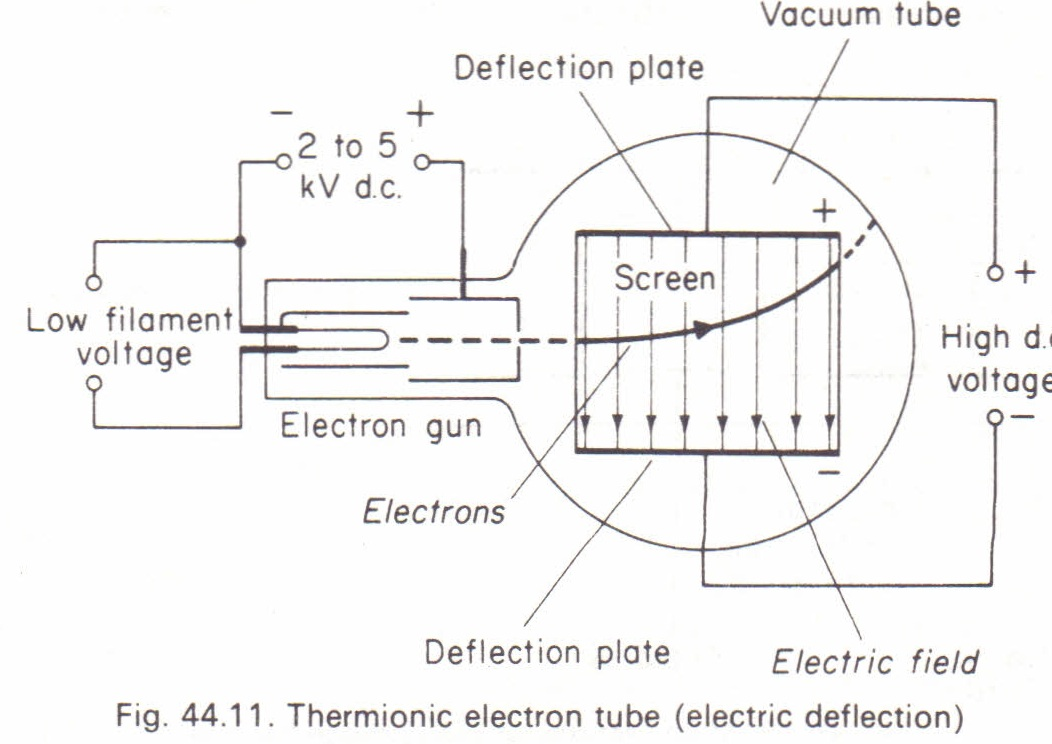 Vacuum tube
Deflection plate
− +
2 to 5
kV d.c.
+
Screen
+
Low filament
voltage
High d.
voltage
−
Electron gun
−
Electrons
Deflection plate
Electric field
Fig. 44.11. Thermionic electron tube (electric deflection)